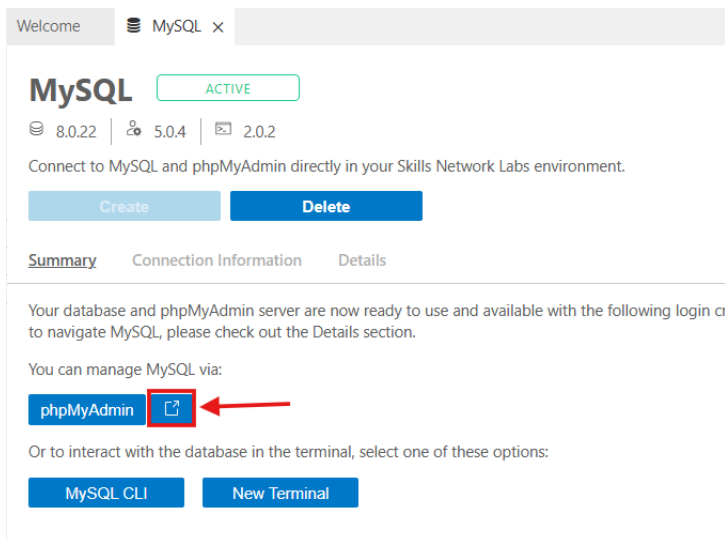 Welcome MySQL
MySQL ACTIVE
8.0.22 5.0.4 2.0.2
Connect to MySQL and phpMyAdmin directly in your Skills Network Labs environment.
Create Delete
Summary Connection Information Details
Your database and phpMyAdmin server are now ready to use and available with the following login
to navigate MySQL, please check out the Details section.
You can manage MySQL via:
phpMyAdmin
Or to interact with the database in the terminal, select one of these options:
MySQL CLI New Terminal